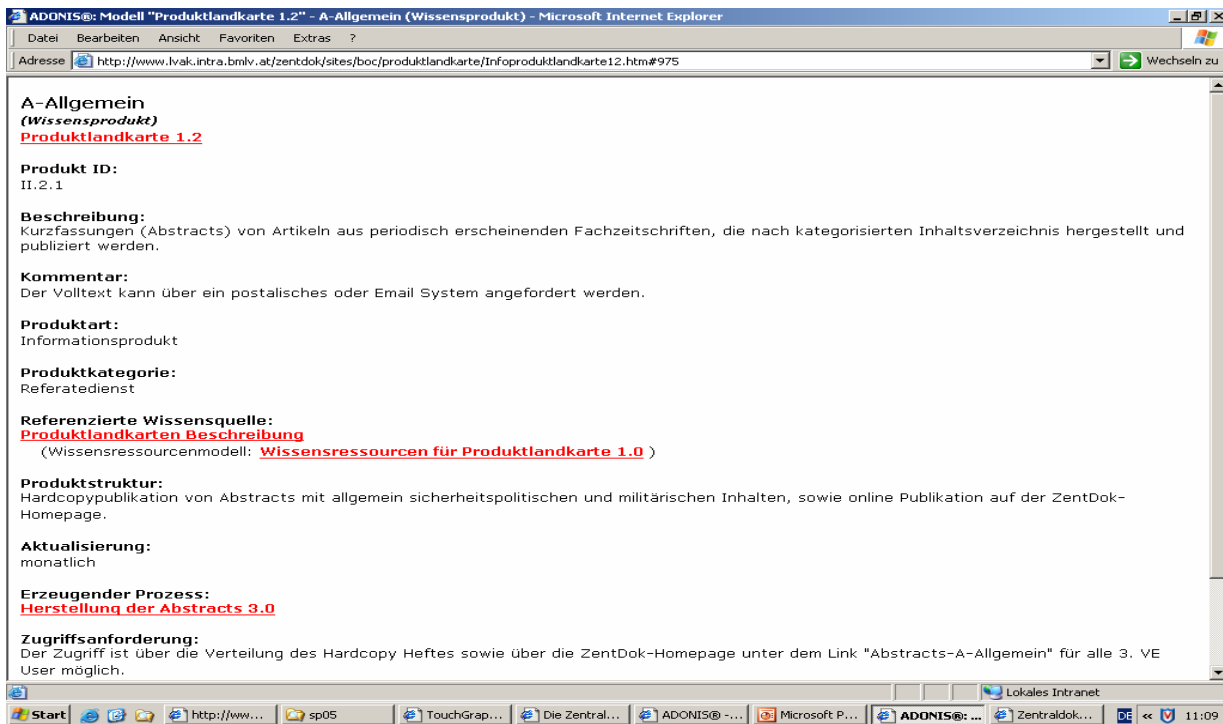 ADONIS®: Modell "Produktlandkarte 1.2" - A-Allgemein (Wissensprodukt) - Microsoft Internet Explorer
Datei Bearbeiten Ansicht Favoriten Extras ?
Adresse http://www.lvak.intra.bmlv.at/zentdok/sites/boc/produktlandkarte/Infoproduktlandkarte12.htm#975 Wechseln zu
A-Allgemein
(Wissensprodukt)
Produktlandkarte 1.2
Produkt ID:
II.2.1
Beschreibung:
Kurzfassungen (Abstracts) von Artikeln aus periodisch erscheinenden Fachzeitschriften, die nach kategorisierten Inhaltsverzeichnis hergestellt und
publiziert werden.
Kommentar:
Der Volltext kann über ein postalisches oder Email System angefordert werden.
Produktart:
Informationsprodukt
Produktkategorie:
Referatedienst
Referenzierte Wissensquelle:
Produktlandkarten Beschreibung
(Wissensressourcenmodell: Wissensressourcen für Produktlandkarte 1.0 )
Produktstruktur:
Hardcopypublikation von Abstracts mit allgemein sicherheitspolitischen und militärischen Inhalten, sowie online Publikation auf der ZentDok-
Homepage.
Aktualisierung:
monatlich
Erzeugender Prozess:
Herstellung der Abstracts 3.0
Zugriffsanforderung:
Der Zugriff ist über die Verteilung des Hardcopy Heftes sowie über die ZentDok-Homepage unter dem Link "Abstracts-A-Allgemein" für alle 3. VE
User möglich.
Lokales Intranet
Start http://ww... sp05 TouchGrap... Die Zentral... ADONIS® -... Microsoft P... ADONIS®: ... Zentraldok... DE « 11:09